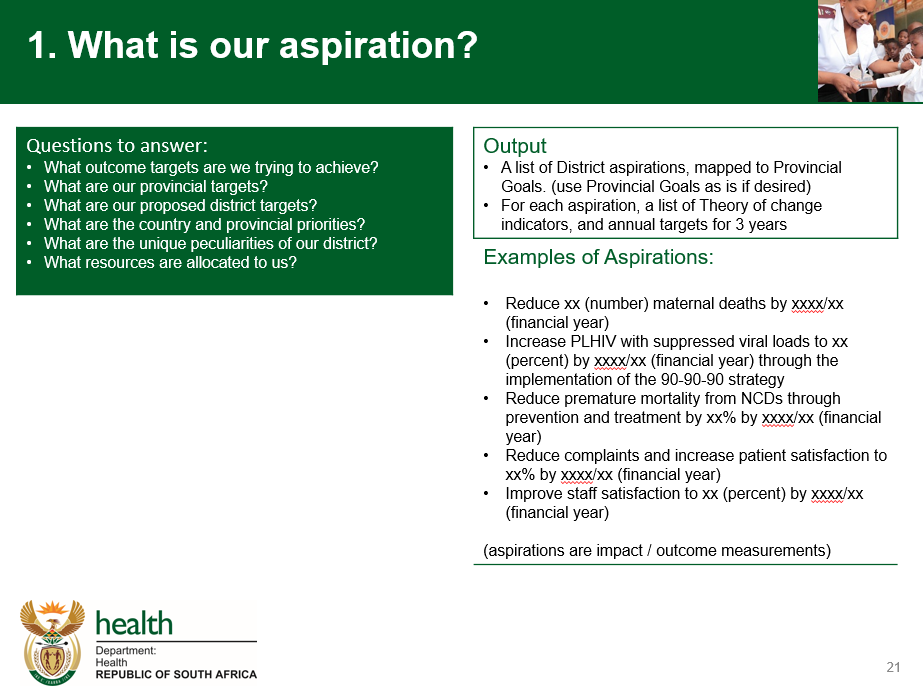 1. What is our aspiration?
Questions to answer:
• What outcome targets are we trying to achieve?
• What are our provincial targets?
• What are our proposed district targets?
• What are the country and provincial priorities?
• What are the unique peculiarities of our district?
• What resources are allocated to us?
Output
• A list of District aspirations, mapped to Provincial
Goals. (use Provincial Goals as is if desired)
• For each aspiration, a list of Theory of change
indicators, and annual targets for 3 years
Examples of Aspirations:
• Reduce xx (number) maternal deaths by xxxx/xx
(financial year)
• Increase PLHIV with suppressed viral loads to xx
(percent) by xxxx/xx (financial year) through the
implementation of the 90-90-90 strategy
• Reduce premature mortality from NCDs through
prevention and treatment by xx% by xxxx/xx (financial
year)
• Reduce complaints and increase patient satisfaction to
xx% by xxxx/xx (financial year)
• Improve staff satisfaction to xx (percent) by xxxx/xx
(financial year)
(aspirations are impact / outcome measurements)
health
Department:
Health
REPUBLIC OF SOUTH AFRICA
21